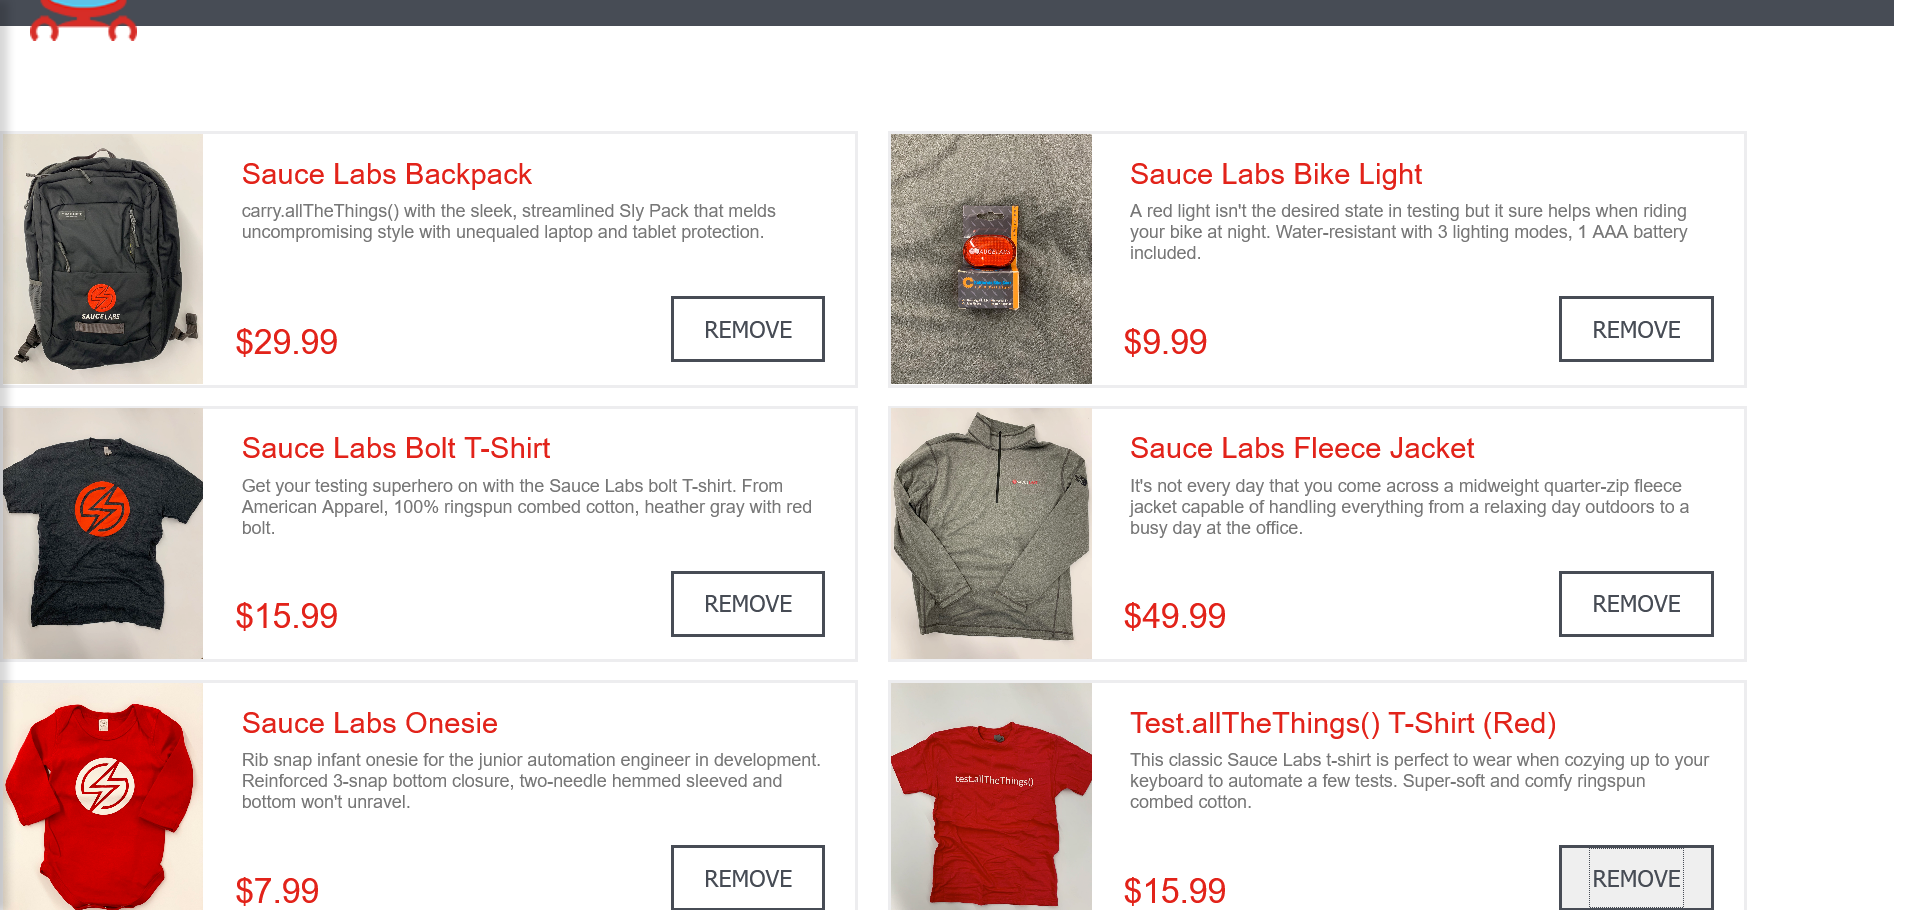 Sauce Labs Backpack
carry.allTheThings() with the sleek, streamlined Sly Pack that melds
uncompromising style with unequaled laptop and tablet protection.
$29.99
REMOVE
SAUCELABS
Sauce Labs Bike Light
A red light isn't the desired state in testing but it sure helps when riding
your bike at night. Water-resistant with 3 lighting modes, 1 AAA battery
included.
$9.99
REMOVE
Sauce Labs Bolt T-Shirt
Get your testing superhero on with the Sauce Labs bolt T-shirt. From
American Apparel, 100% ringspun combed cotton, heather gray with red
bolt.
$15.99
REMOVE
Sauce Labs Fleece Jacket
It's not every day that you come across a midweight quarter-zip fleece
jacket capable of handling everything from a relaxing day outdoors to a
busy day at the office.
$49.99
REMOVE
Sauce Labs Onesie
Rib snap infant onesie for the junior automation engineer in development.
Reinforced 3-snap bottom closure, two-needle hemmed sleeved and
bottom won't unravel.
$7.99
REMOVE
test.allTheThings()
Test.allTheThings() T-Shirt (Red)
This classic Sauce Labs t-shirt is perfect to wear when cozying up to your
keyboard to automate a few tests. Super-soft and comfy ringspun
combed cotton.
$15.99
REMOVE